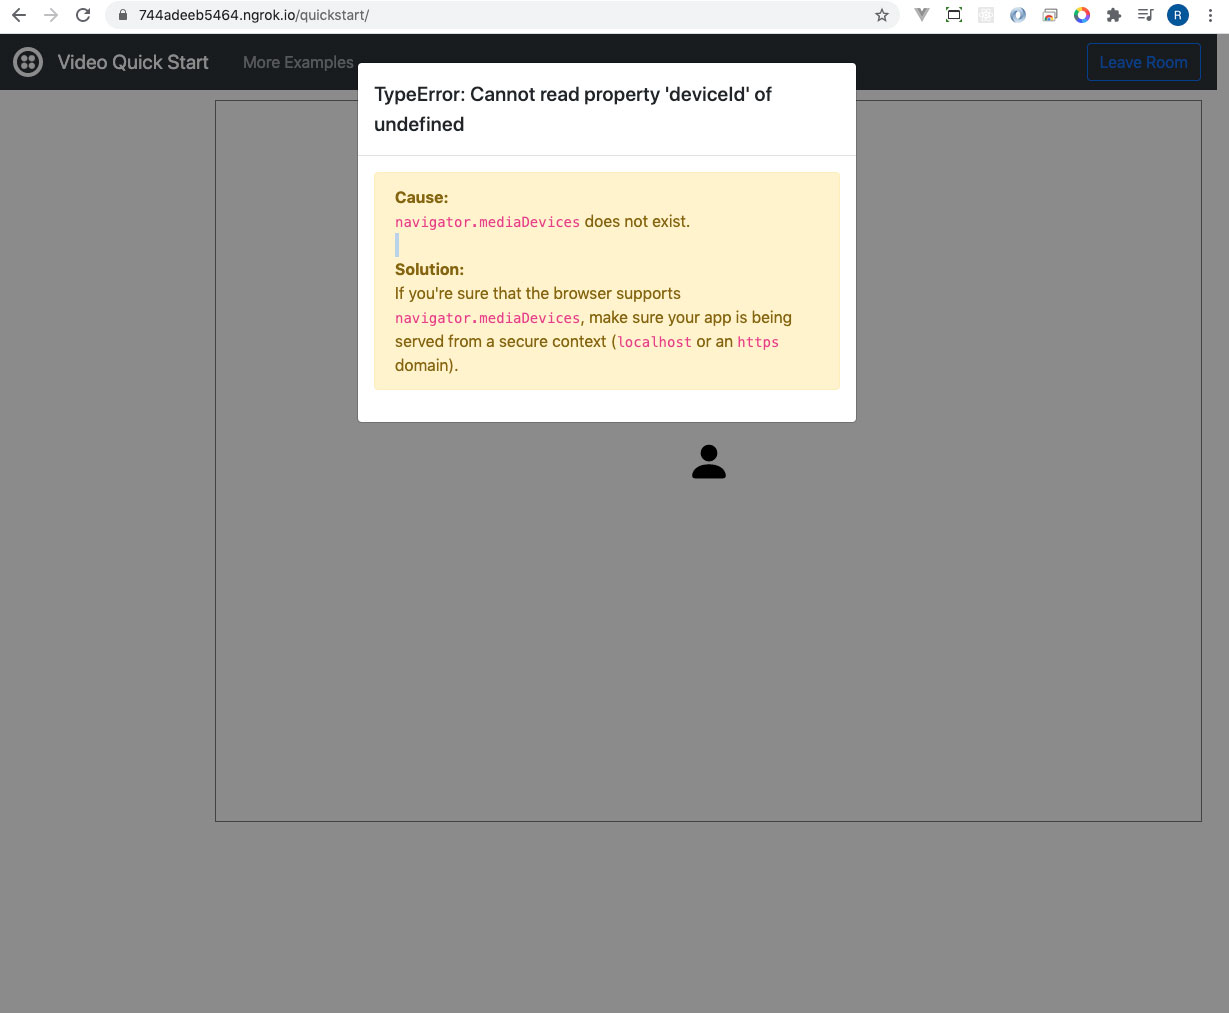 744adeeb5464.ngrok.io/quickstart/
R
Video Quick Start
More Examples
Leave Room
TypeError: Cannot read property 'deviceId' of
undefined
Cause:
navigator.mediaDevices does not exist.
Solution:
If you're sure that the browser supports
navigator.mediaDevices, make sure your app is being
served from a secure context (localhost or an https
domain).